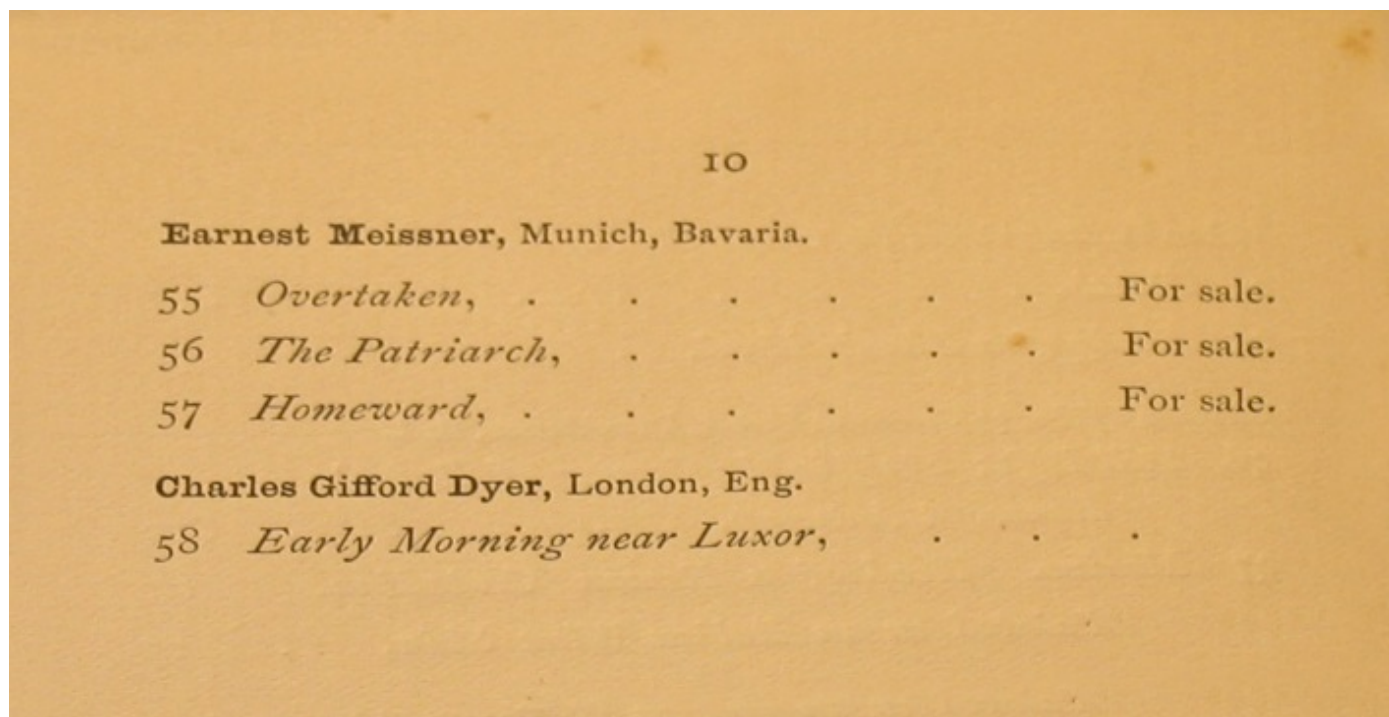 10
Earnest Meissner, Munich, Bavaria.
55 Overtaken, . . . . . . For sale.
56 The Patriarch, . . . . . For sale.
57 Homeward, . . . . . . For sale.
Charles Gifford Dyer, London, Eng.
58 Early Morning near Luxor, . . .